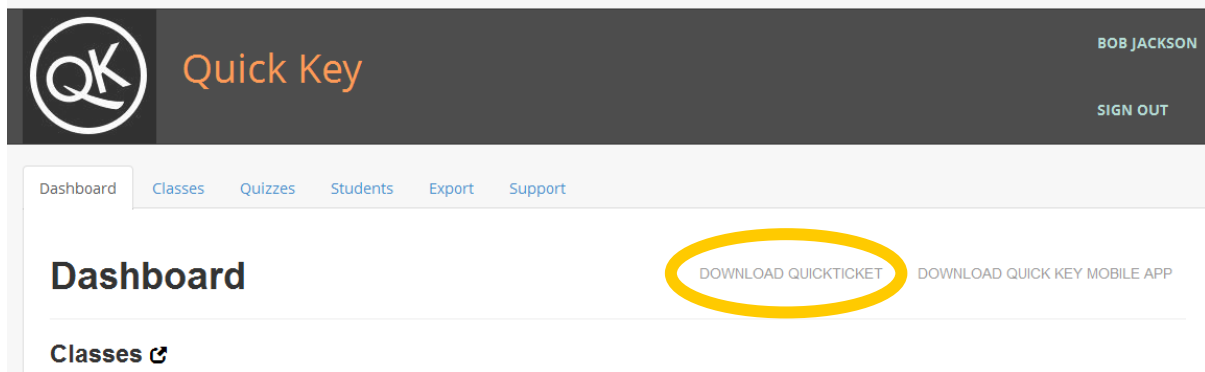 QK
Quick Key
BOB JACKSON
SIGN OUT
Dashboard Classes Quizzes Students Export Support
Dashboard
DOWNLOAD QUICKTICKET DOWNLOAD QUICK KEY MOBILE APP
Classes